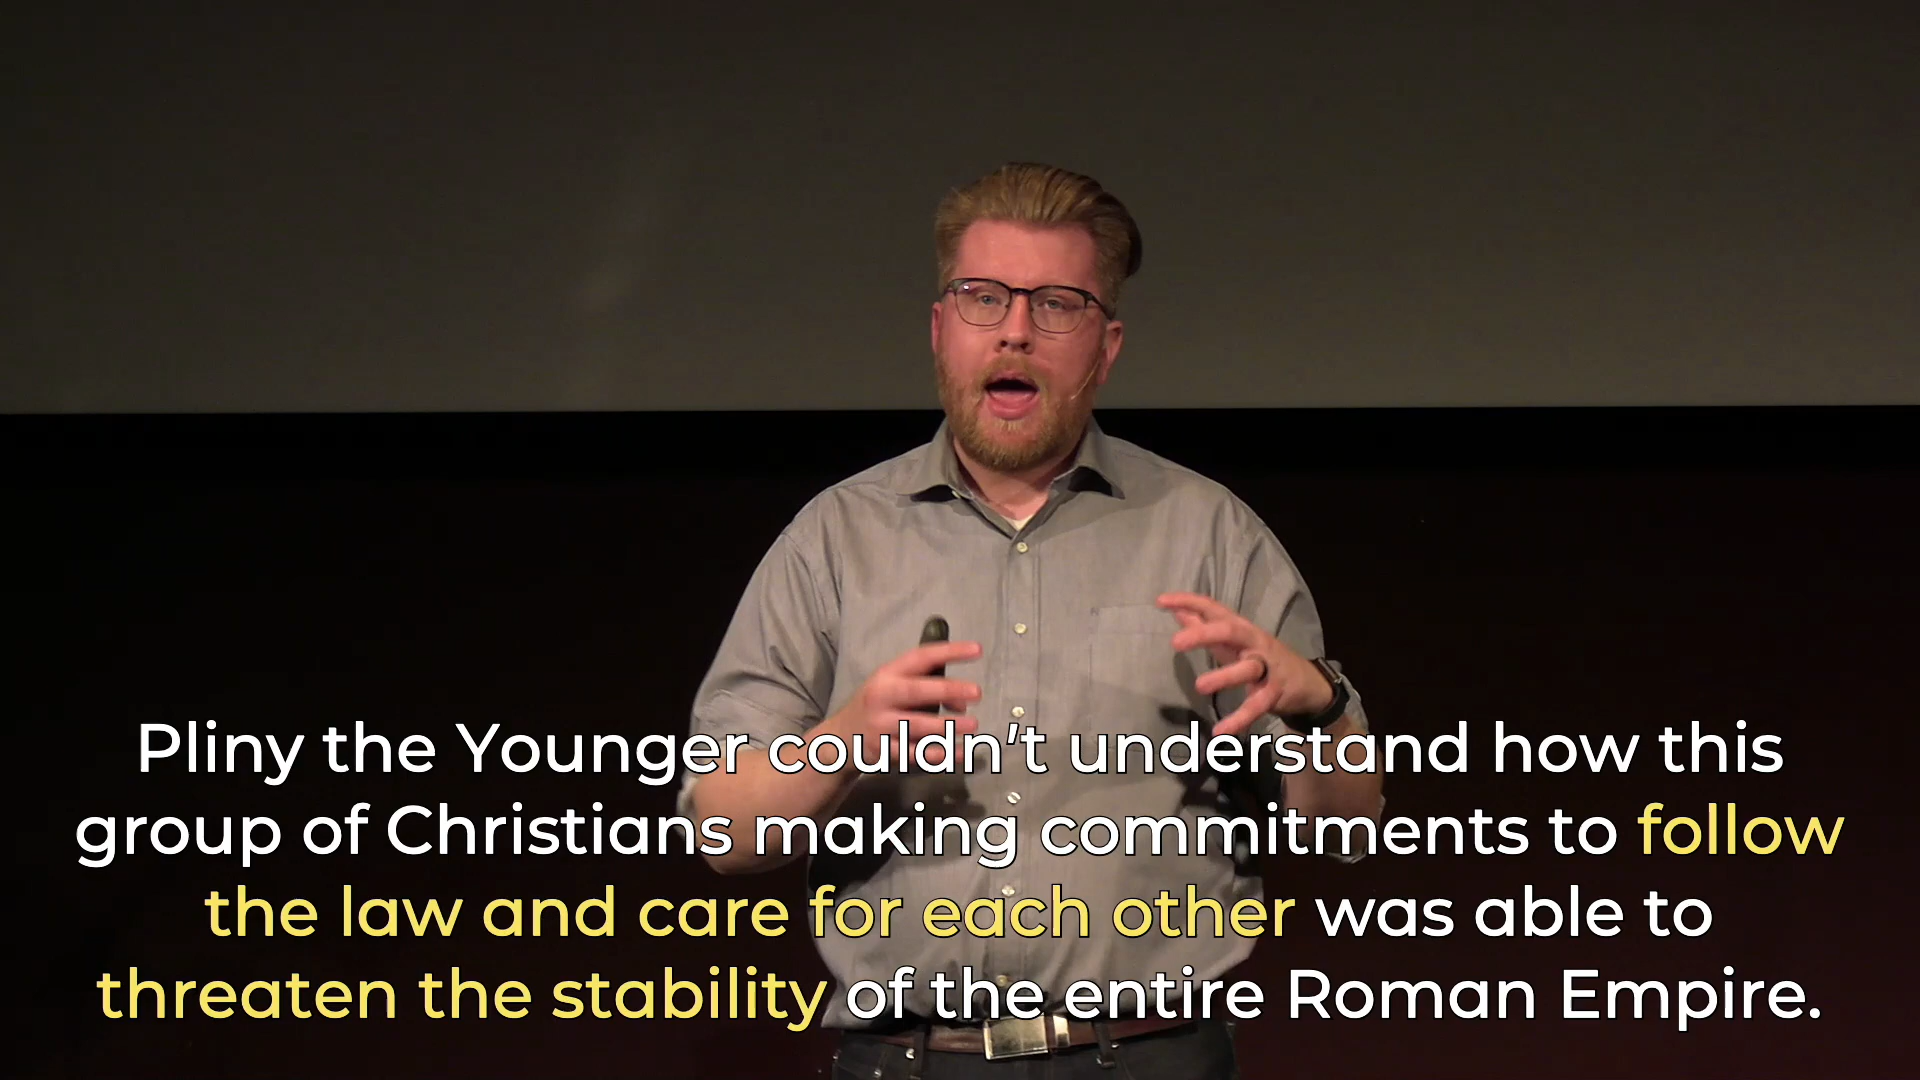 Pliny the Younger couldn't understand how this
group of Christians making commitments to follow
the law and care for each other was able to
threaten the stability of the entire Roman Empire.